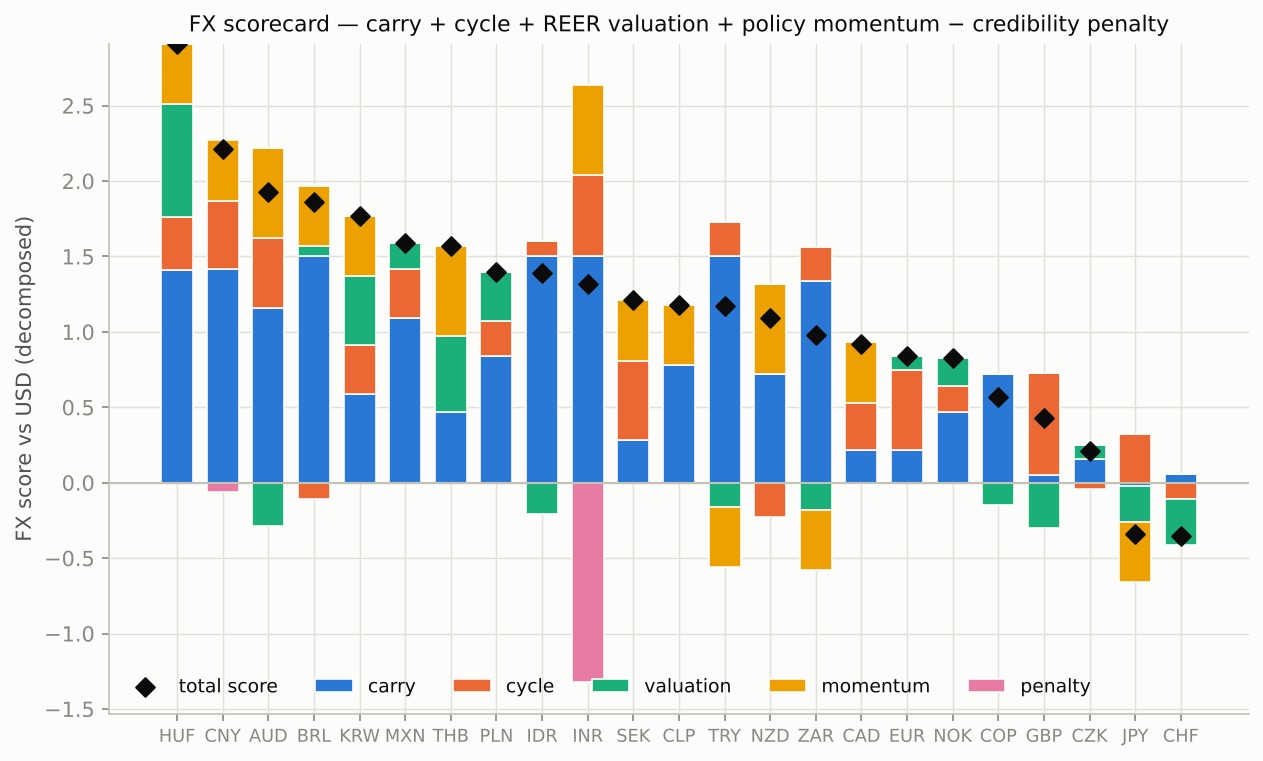 FX scorecard — carry + cycle + REER valuation + policy momentum − credibility penalty
FX score vs USD (decomposed)
2.5
2.0
1.5
1.0
0.5
0.0
−0.5
−1.0
−1.5
total score carry cycle valuation momentum penalty
HUF CNY AUD BRL KRW MXN THB PLN IDR INR SEK CLP TRY NZD ZAR CAD EUR NOK COP GBP CZK JPY CHF